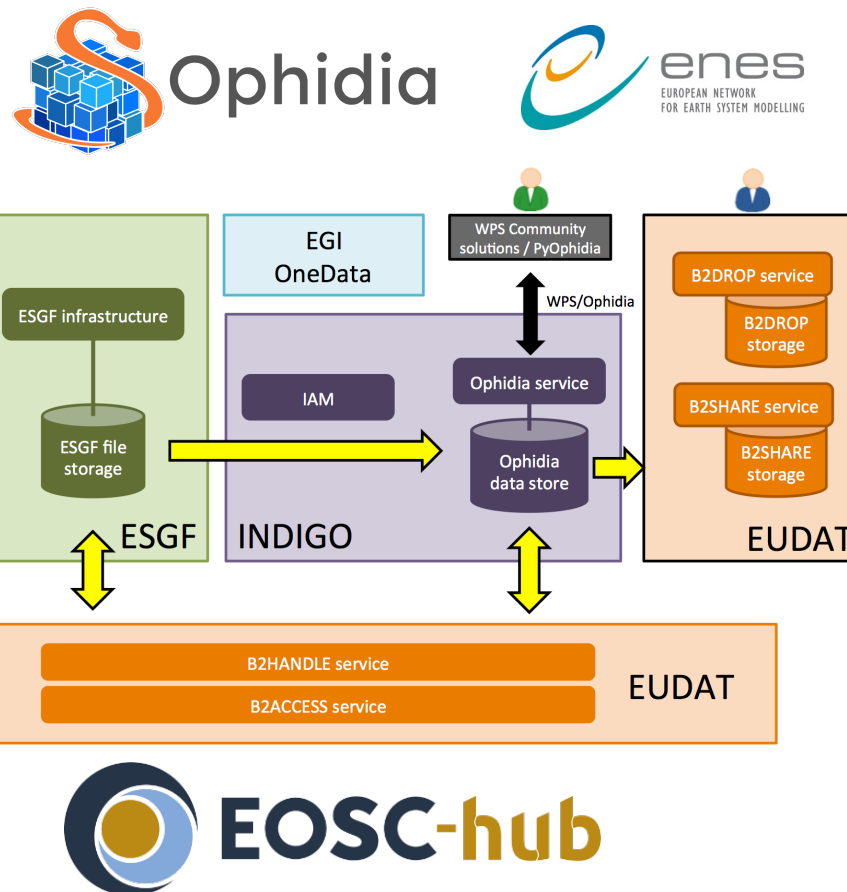 Ophidia
enes
EUROPEAN NETWORK
FOR EARTH SYSTEM MODELLING
ESGF infrastructure
ESGF file
storage
ESGF
EGI
OneData
WPS Community
solutions / PyOphidia
WPS/Ophidia
IAM
Ophidia service
Ophidia
data store
INDIGO
B2DROP service
B2DROP
storage
B2SHARE service
B2SHARE
storage
EUDAT
B2HANDLE service
B2ACCESS service
EUDAT
EOSC-hub